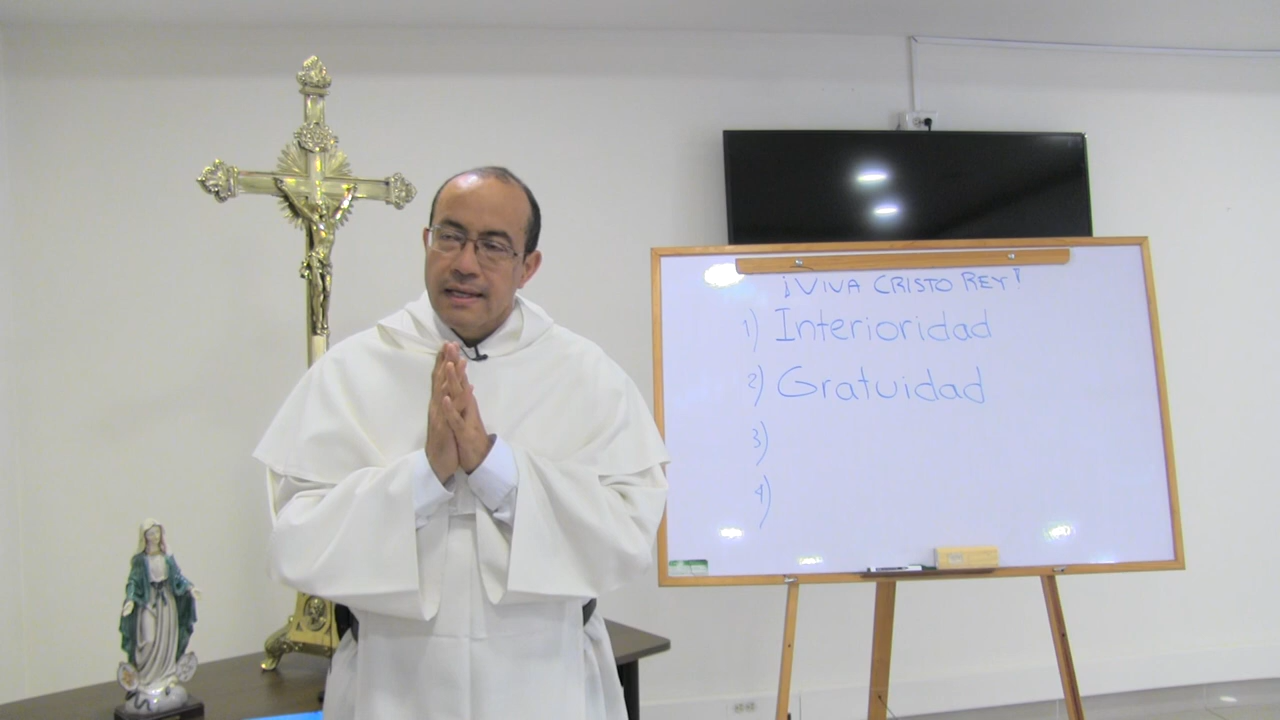 ¡VIVA CRISTO REY!
1) Interioridad
2) Gratuidad
3)
4)